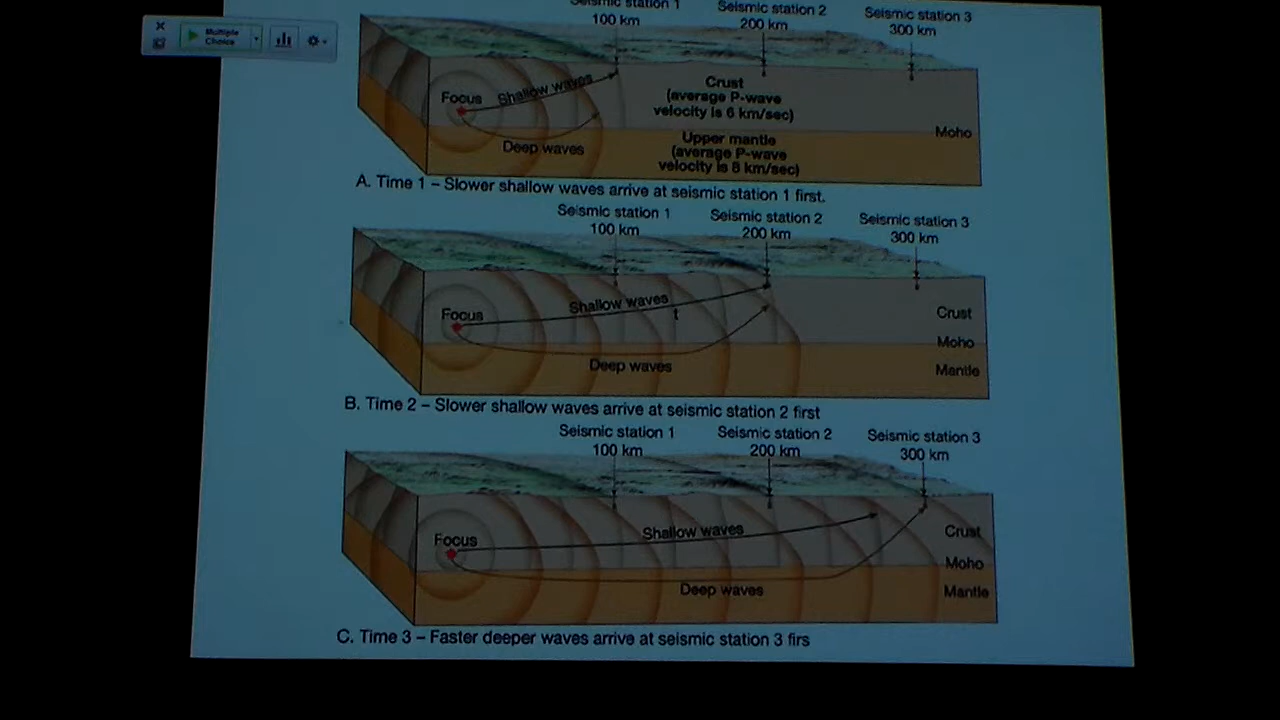 Multiple
Choice
Seismic station 1
100 km
Seismic station 2
200 km
Seismic station 3
300 km
Focus
Shallow waves
Deep waves
Crust
(average P-wave
velocity is 6 km/sec)
Moho
Upper mantle
(average P-wave
velocity is 8 km/sec)
A. Time 1 – Slower shallow waves arrive at seismic station 1 first.
Seismic station 1
100 km
Seismic station 2
200 km
Seismic station 3
300 km
Focus
Shallow waves
t
Deep waves
Crust
Moho
Mantle
B. Time 2 – Slower shallow waves arrive at seismic station 2 first
Seismic station 1
100 km
Seismic station 2
200 km
Seismic station 3
300 km
Focus
Shallow waves
Deep waves
Crust
Moho
Mantle
C. Time 3 – Faster deeper waves arrive at seismic station 3 firs